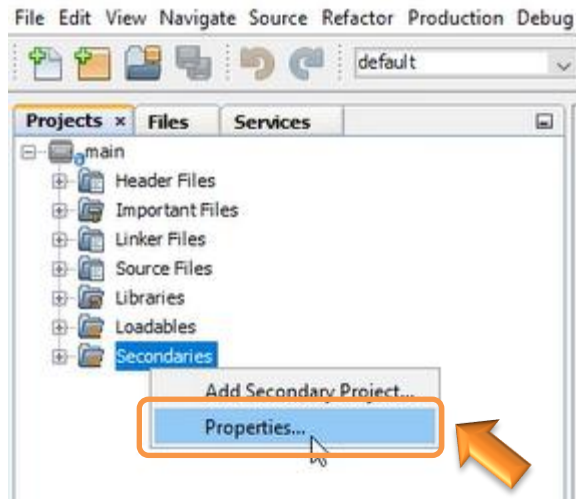 File Edit View Navigate Source Refactor Production Debug
default
Projects × Files Services
main
Header Files
Important Files
Linker Files
Source Files
Libraries
Loadables
Secondaries
Add Secondary Project...
Properties...